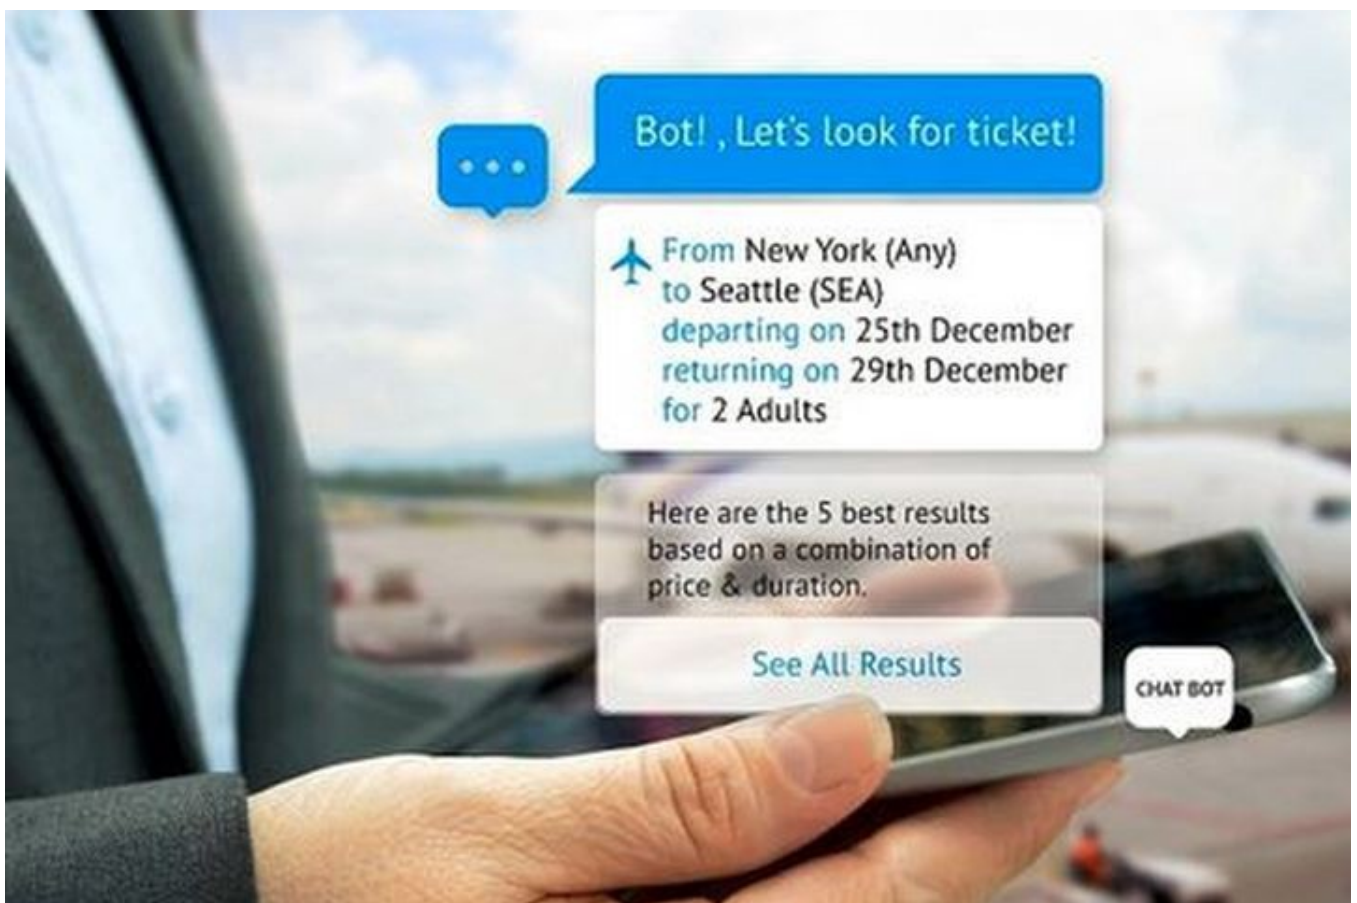 Bot! , Let's look for ticket!
From New York (Any)
to Seattle (SEA)
departing on 25th December
returning on 29th December
for 2 Adults
Here are the 5 best results
based on a combination of
price & duration.
See All Results
CHAT BOT